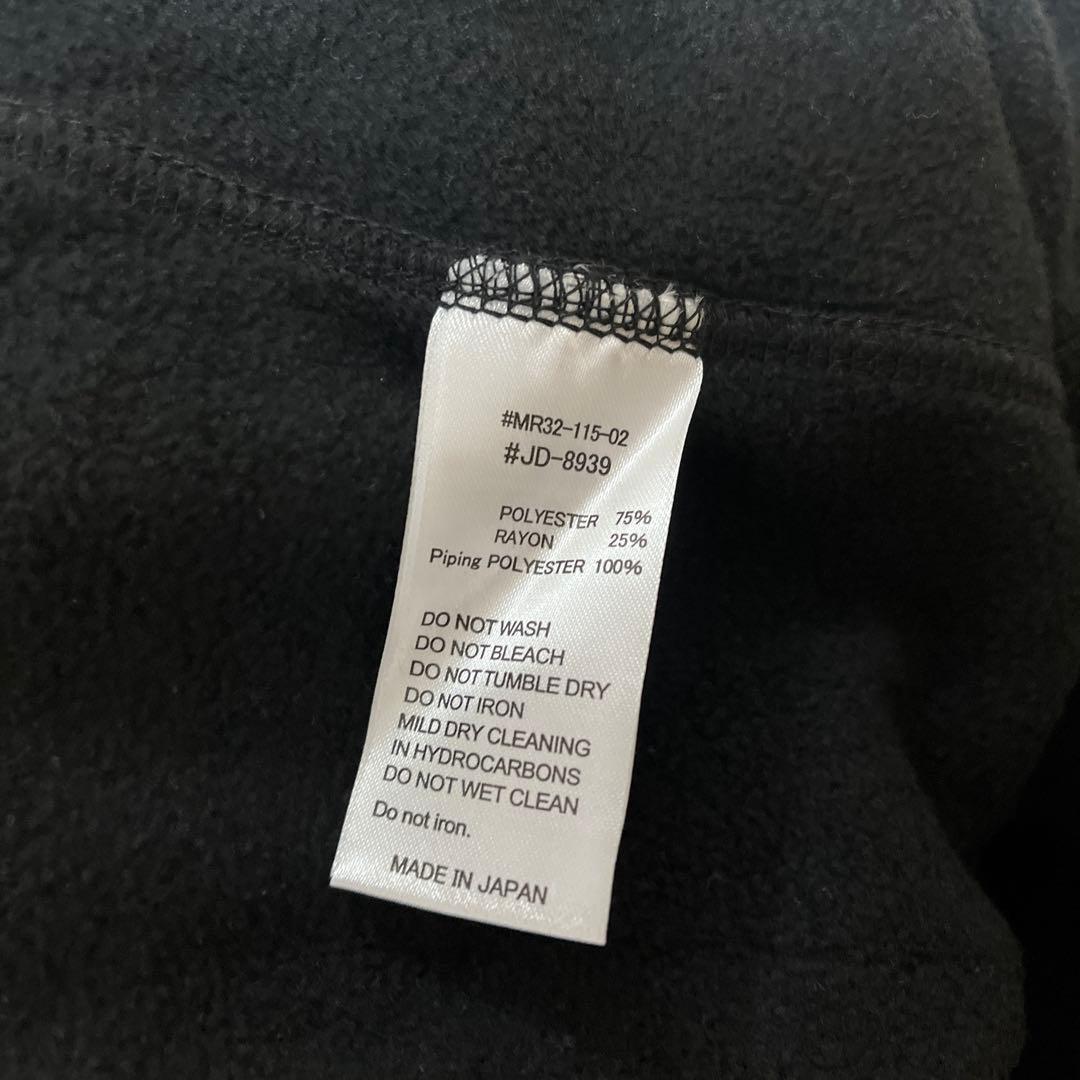 #MR32-115-02
#JD-8939
POLYESTER 75%
RAYON 25%
Piping POLYESTER 100%
DO NOT WASH
DO NOT BLEACH
DO NOT TUMBLE DRY
DO NOT IRON
MILD DRY CLEANING
IN HYDROCARBONS
DO NOT WET CLEAN
Do not iron.
MADE IN JAPAN